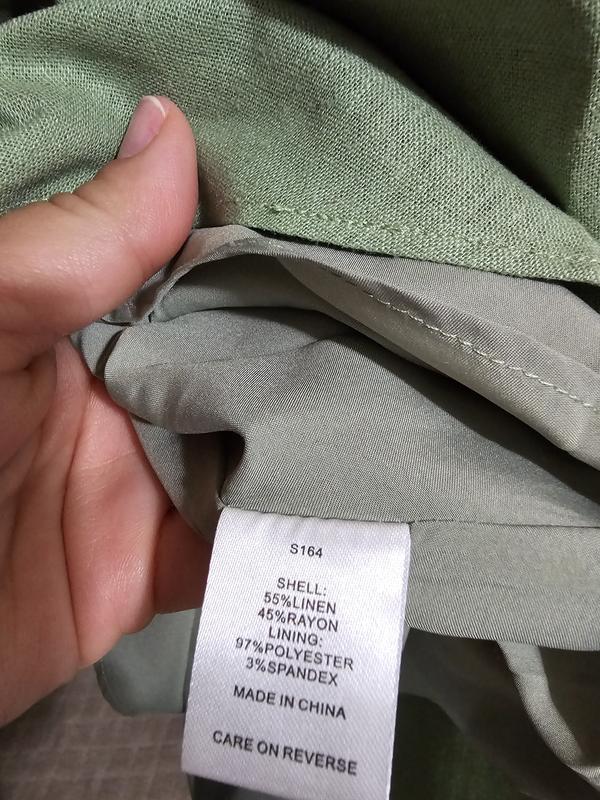 S164
SHELL:
55%LINEN
45%RAYON
LINING:
97%POLYESTER
3%SPANDEX
MADE IN CHINA
CARE ON REVERSE